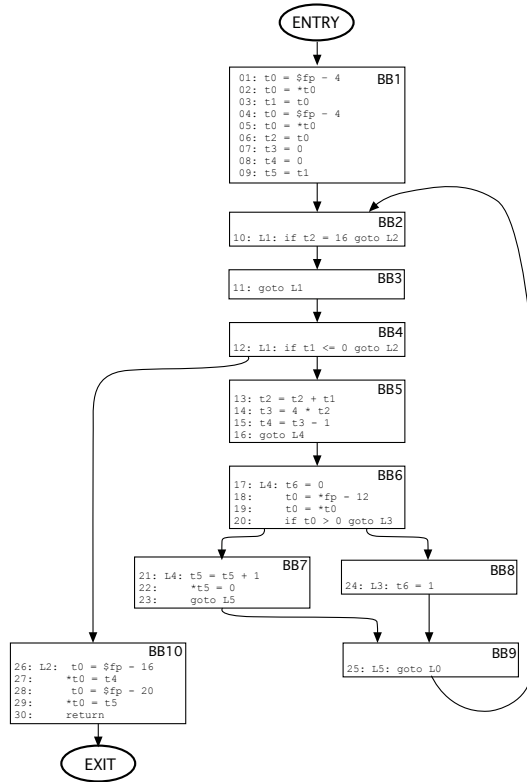 ENTRY
BB1
01: t0 = $fp - 4
02: t0 = *t0
03: t1 = t0
04: t0 = $fp - 4
05: t0 = *t0
06: t2 = t0
07: t3 = 0
08: t4 = 0
09: t5 = t1
BB2
10: L1: if t2 = 16 goto L2
BB3
11: goto L1
BB4
12: L1: if t1 <= 0 goto L2
BB5
13: t2 = t2 + t1
14: t3 = 4 * t2
15: t4 = t3 - 1
16: goto L4
BB6
17: L4: t6 = 0
18: t0 = *fp - 12
19: t0 = *t0
20: if t0 > 0 goto L3
BB7
21: L4: t5 = t5 + 1
22: *t5 = 0
23: goto L5
BB8
24: L3: t6 = 1
BB9
25: L5: goto L0
BB10
26: L2: t0 = $fp - 16
27: *t0 = t4
28: t0 = $fp - 20
29: *t0 = t5
30: return
EXIT